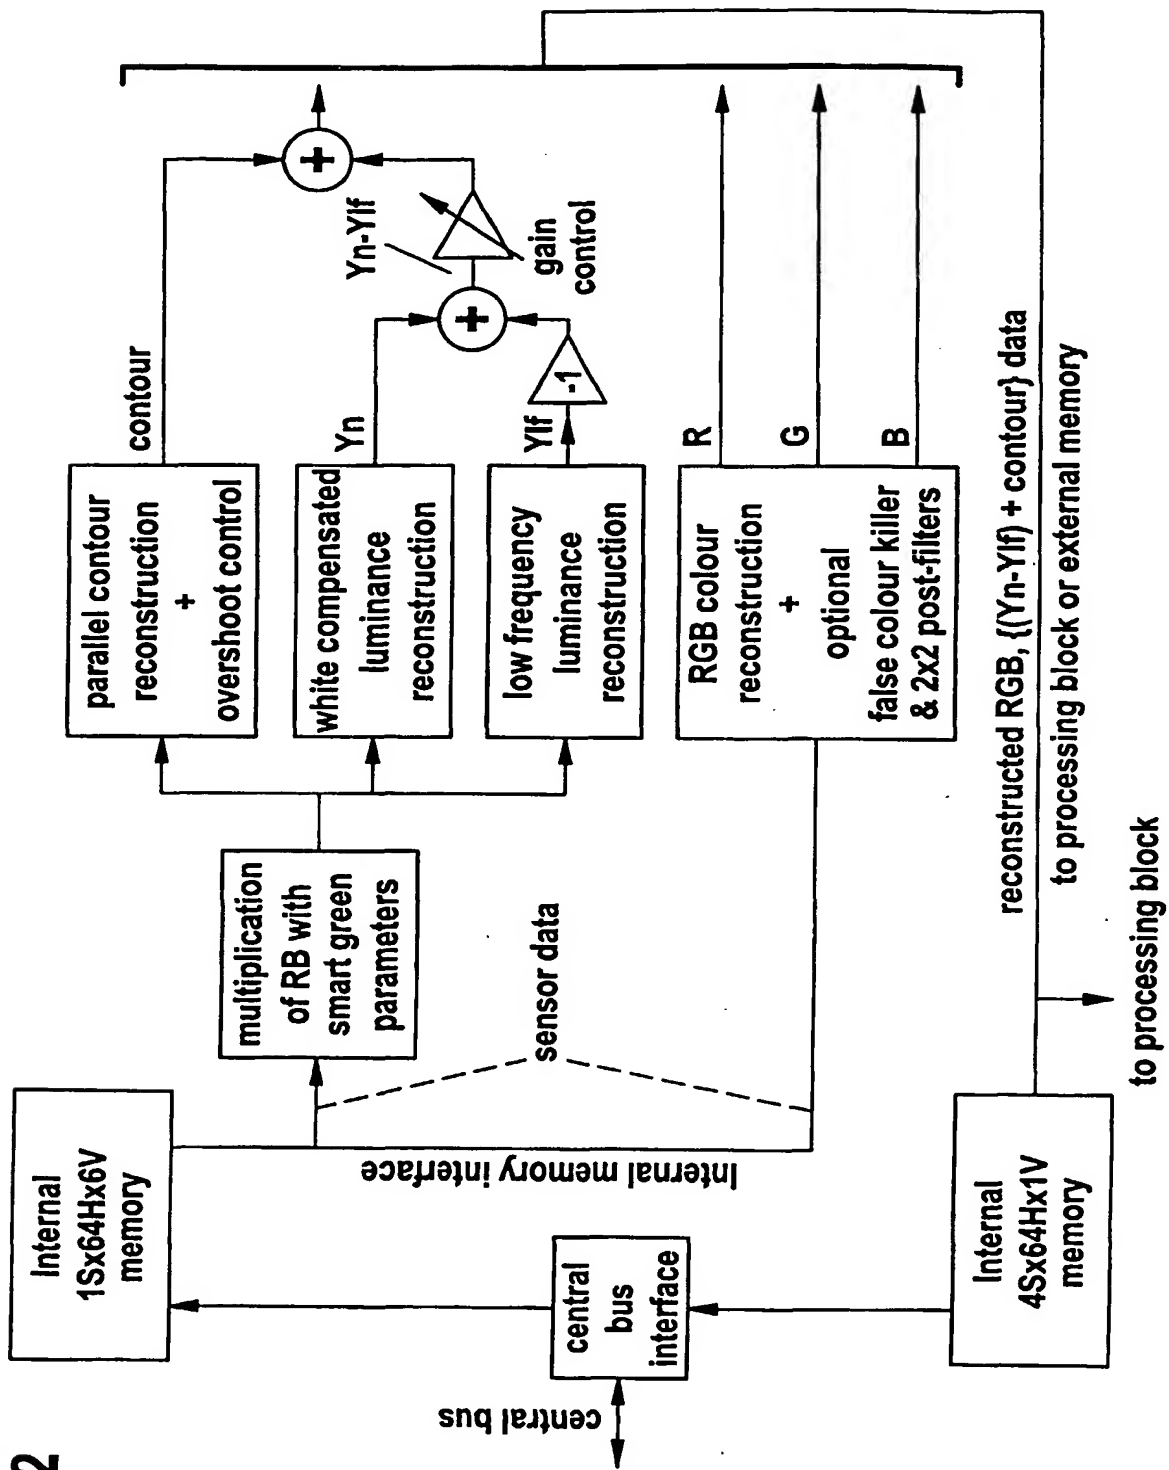 2
central bus
central
bus
interface
Internal
1Sx64Hx6V
memory
Internal memory interface
Internal
4Sx64Hx1V
memory
sensor data
multiplication
of RB with
smart green
parameters
parallel contour
reconstruction
+
overshoot control
white compensated
luminance
reconstruction
low frequency
luminance
reconstruction
RGB colour
reconstruction
+
optional
false colour killer
& 2x2 post-filters
contour
Yn
Ylf
-1
+
Yn-Ylf
gain
control
+
R
G
B
reconstructed RGB, {(Yn-Ylf) + contour} data
to processing block or external memory
to processing block